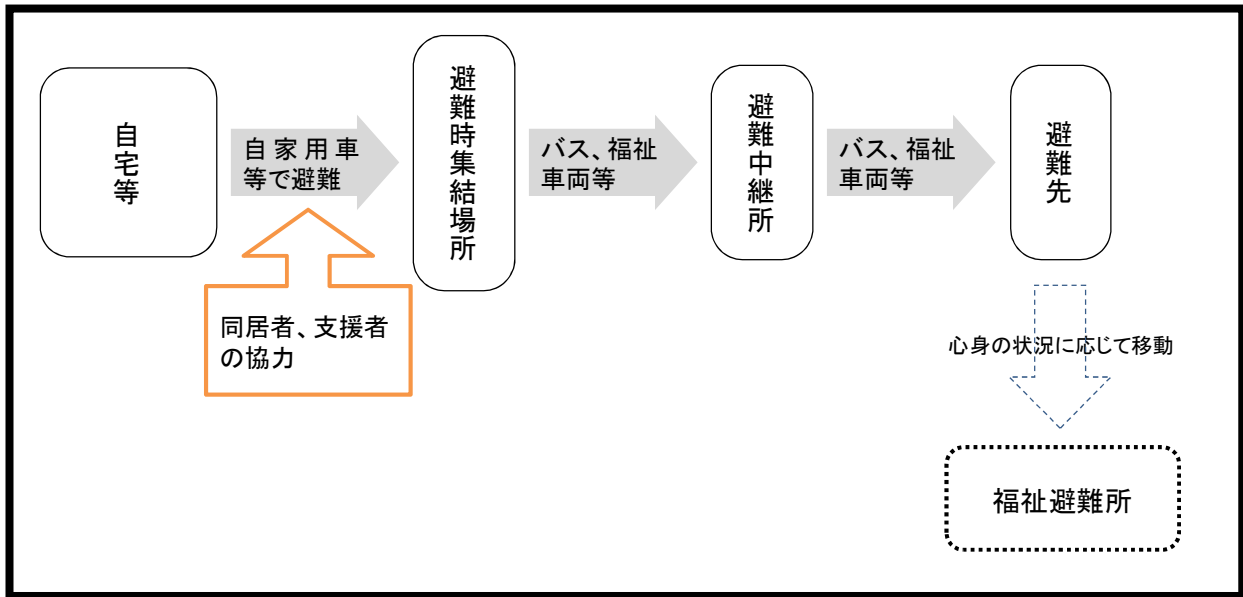 自宅等
自家用車
等で避難
避難時集結場所
バス、福祉
車両等
避難中継所
バス、福祉
車両等
避難先
同居者、支援者
の協力
心身の状況に応じて移動
福祉避難所